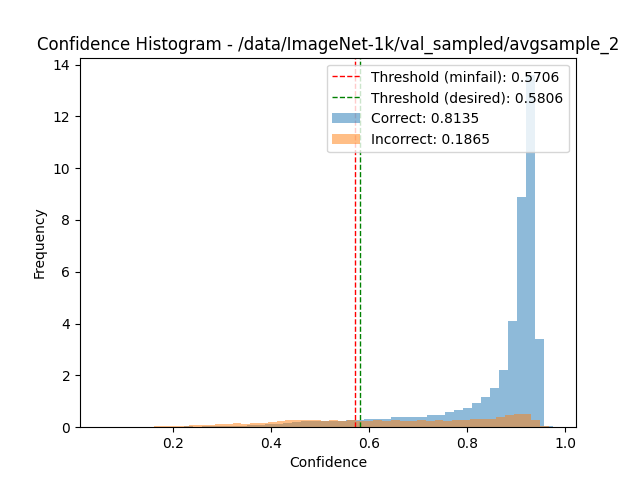 Confidence Histogram - /data/ImageNet-1k/val_sampled/avgsample_2
Threshold (minfail): 0.5706
Threshold (desired): 0.5806
Correct: 0.8135
Incorrect: 0.1865
Frequency
14
12
10
8
6
4
2
0
0.2 0.4 0.6 0.8 1.0
Confidence